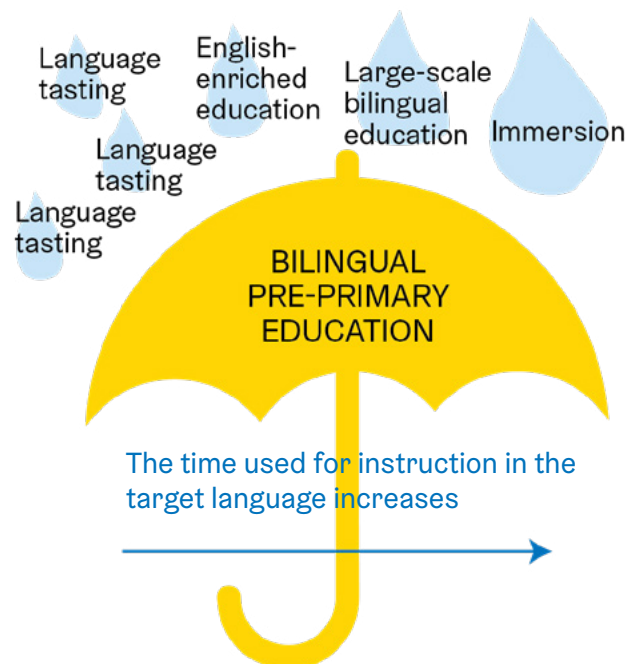 Language
tasting
Language
tasting
Language
tasting
English-
enriched
education
Large-scale
bilingual
education
Immersion
BILINGUAL
PRE-PRIMARY
EDUCATION
The time used for instruction in the
target language increases